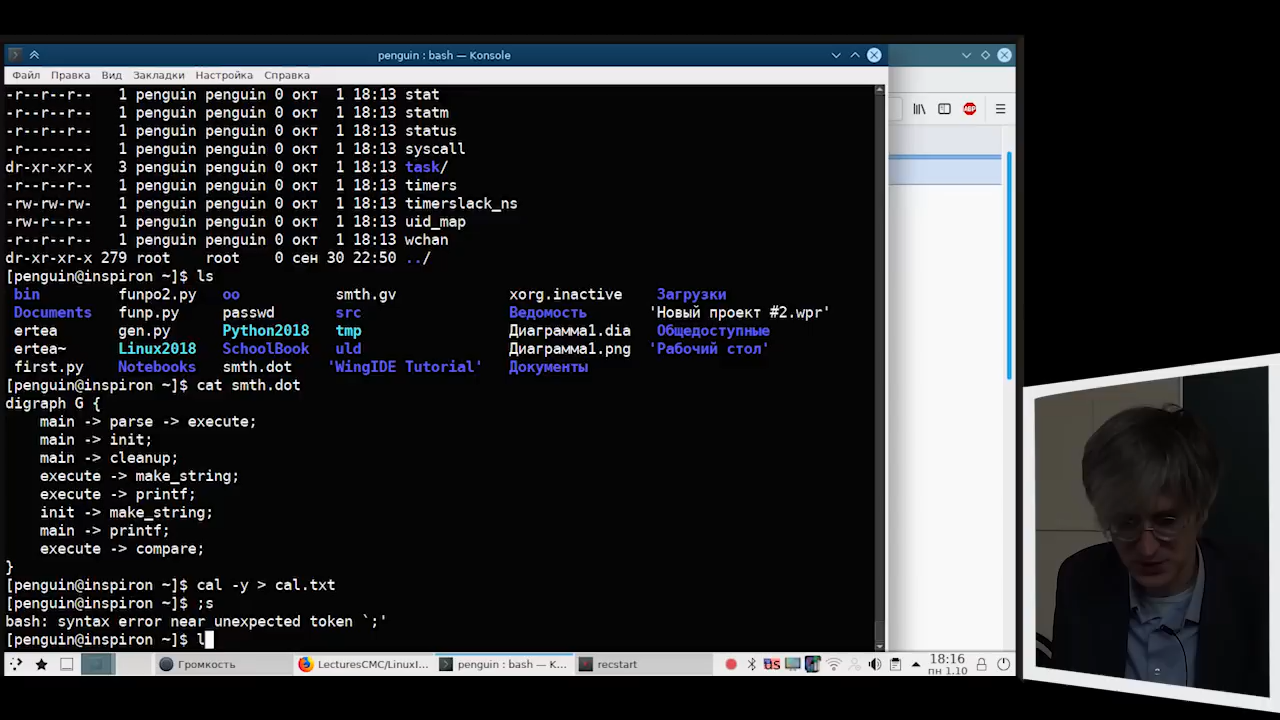 penguin : bash — Konsole
Файл Правка Вид Закладки Настройка Справка
-r--r--r-- 1 penguin penguin 0 окт 1 18:13 stat
-r--r--r-- 1 penguin penguin 0 окт 1 18:13 statm
-r--r--r-- 1 penguin penguin 0 окт 1 18:13 status
-r-------- 1 penguin penguin 0 окт 1 18:13 syscall
dr-xr-xr-x 3 penguin penguin 0 окт 1 18:13 task/
-r--r--r-- 1 penguin penguin 0 окт 1 18:13 timers
-rw-rw-rw- 1 penguin penguin 0 окт 1 18:13 timerslack_ns
-rw-r--r-- 1 penguin penguin 0 окт 1 18:13 uid_map
-r--r--r-- 1 penguin penguin 0 окт 1 18:13 wchan
dr-xr-xr-x 279 root root 0 сен 30 22:50 ../
[penguin@inspiron ~]$ ls
bin funpo2.py oo smth.gv xorg.inactive Загрузки
Documents funp.py passwd src Ведомость 'Новый проект #2.wpr'
ertea gen.py Python2018 tmp Диаграмма1.dia Общедоступные
ertea~ Linux2018 SchoolBook uld Диаграмма1.png 'Рабочий стол'
first.py Notebooks smth.dot 'WingIDE Tutorial' Документы
[penguin@inspiron ~]$ cat smth.dot
digraph G {
main -> parse -> execute;
main -> init;
main -> cleanup;
execute -> make_string;
execute -> printf;
init -> make_string;
main -> printf;
execute -> compare;
}
[penguin@inspiron ~]$ cal -y > cal.txt
[penguin@inspiron ~]$ ;s
bash: syntax error near unexpected token `;'
[penguin@inspiron ~]$ l
Громкость LecturesCMC/LinuxI... penguin : bash — K... recstart us 18:16
пн 1.10
ABP